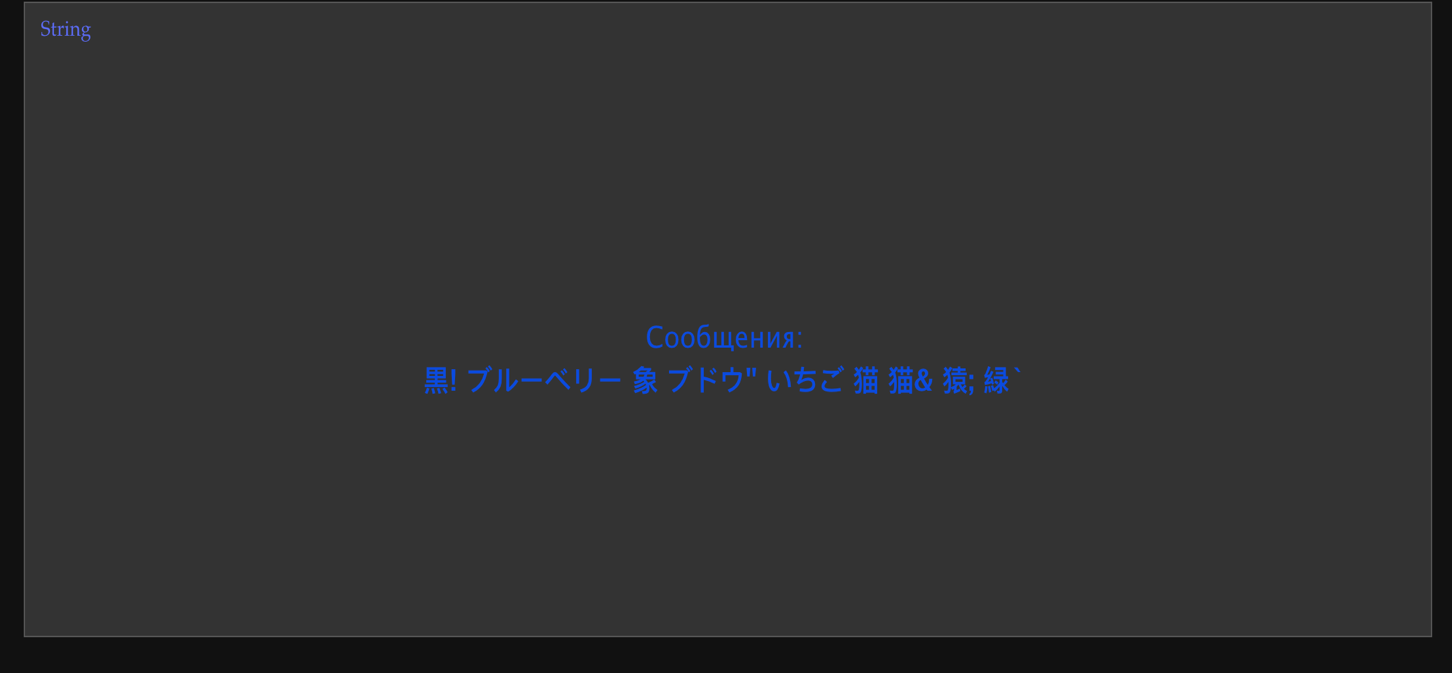 String
Сообщения:
黒! ブルーベリー 象 ブドウ" いちご 猫 猫& 猿; 緑`